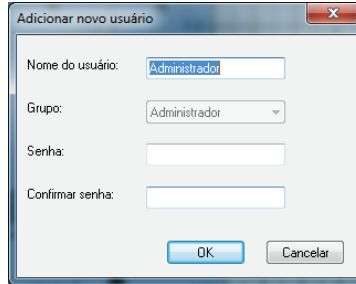 Adicionar novo usuário
Nome do usuário: Administrador
Grupo: Administrador
Senha:
Confirmar senha:
OK Cancelar